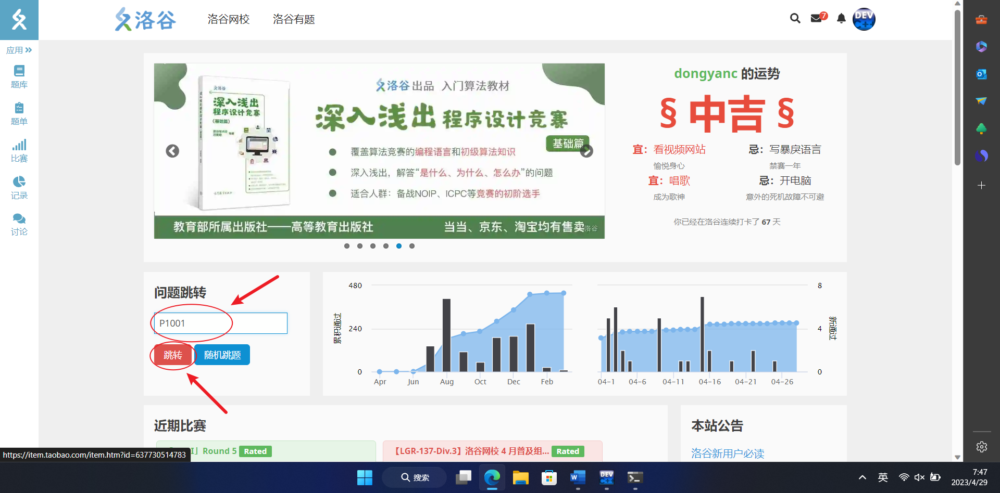 洛谷
洛谷网校
洛谷有题
7
DEV
C++
应用
题库
题单
比赛
记录
讨论
洛谷
深入浅出
程序设计竞赛
(基础篇)
洛谷出品 入门算法教材
深入浅出 程序设计竞赛
基础篇
覆盖算法竞赛的编程语言和初级算法知识
深入浅出，解答“是什么、为什么、怎么办”的问题
适合人群：备战NOIP、ICPC等竞赛的初阶选手
教育部所属出版社——高等教育出版社
当当、京东、淘宝均有售卖
洛谷
dongyanc 的运势
§ 中吉 §
宜：看视频网站
忌：写暴戾语言
愉悦身心
禁赛一年
宜：唱歌
忌：开电脑
成为歌神
意外的死机故障不可避
你已经在洛谷连续打卡了 67 天
问题跳转
P1001
跳转
随机跳题
480
240
0
累积通过
Apr
Jun
Aug
Oct
Dec
Feb
8
4
0
新通过
04-1
04-6
04-11
04-16
04-21
04-26
近期比赛
I」Round 5 Rated
【LGR-137-Div.3】洛谷网校 4 月普及组... Rated
本站公告
洛谷新用户必读
https://item.taobao.com/item.htm?id=637730514783
搜索
W
DEV
C++
英
7:47
2023/4/29